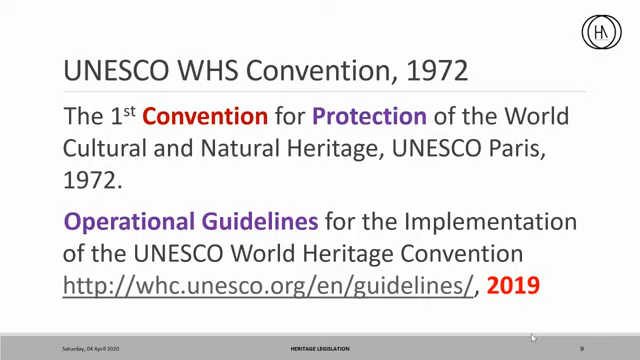 HA
UNESCO WHS Convention, 1972
The 1st Convention for Protection of the World
Cultural and Natural Heritage, UNESCO Paris,
1972.
Operational Guidelines for the Implementation
of the UNESCO World Heritage Convention
http://whc.unesco.org/en/guidelines/, 2019
Saturday, 04 April 2020 HERITAGE LEGISLATION 9